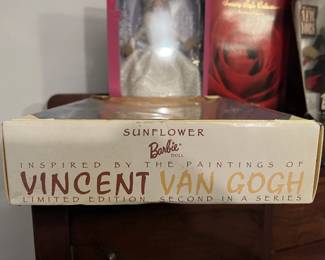 SUNFLOWER
Barbie
DOLL
INSPIRED BY THE PAINTINGS OF
VINCENT VAN GOGH
LIMITED EDITION SECOND IN A SERIES